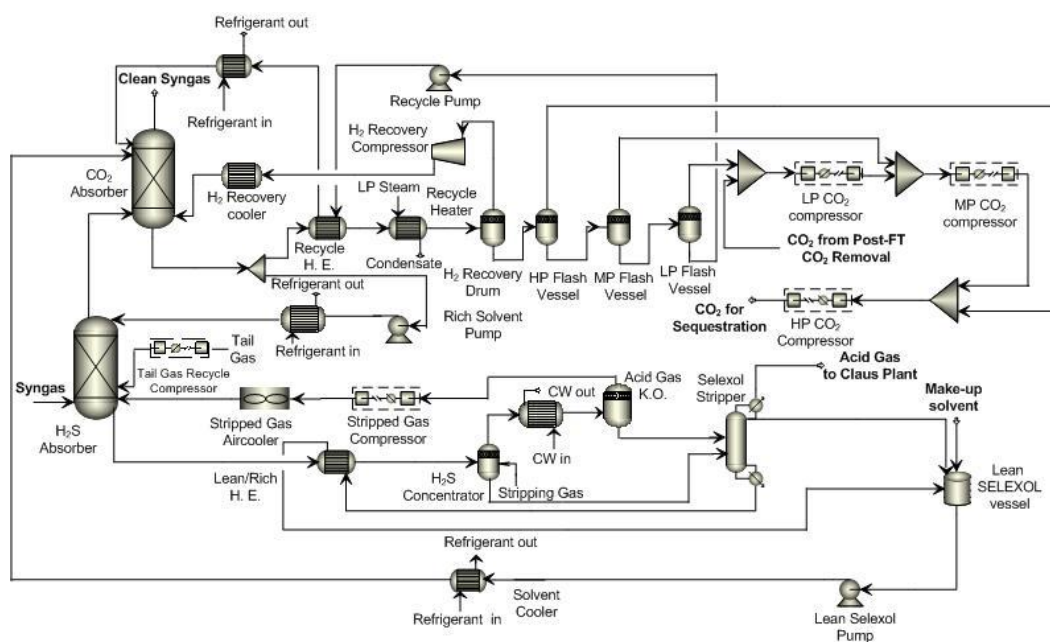 Refrigerant out
Clean Syngas
Refrigerant in
Recycle Pump
H₂ Recovery
Compressor
CO₂
Absorber
H₂ Recovery
cooler
LP Steam
Recycle
Heater
Recycle
H. E.
Condensate
H₂ Recovery
Drum
HP Flash
Vessel
MP Flash
Vessel
LP Flash
Vessel
LP CO₂
compressor
MP CO₂
compressor
CO₂ from Post-FT
CO₂ Removal
Refrigerant out
Refrigerant in
Rich Solvent
Pump
CO₂ for
Sequestration
HP CO₂
Compressor
Tail
Gas
Tail Gas Recycle
Compressor
Syngas
H₂S
Absorber
Stripped Gas
Aircooler
Stripped Gas
Compressor
CW out
CW in
Acid Gas
K.O.
Selexol
Stripper
Acid Gas
to Claus Plant
Make-up
solvent
Lean/Rich
H. E.
H₂S
Concentrator
Stripping Gas
Lean
SELEXOL
vessel
Refrigerant out
Refrigerant in
Solvent
Cooler
Lean Selexol Pump